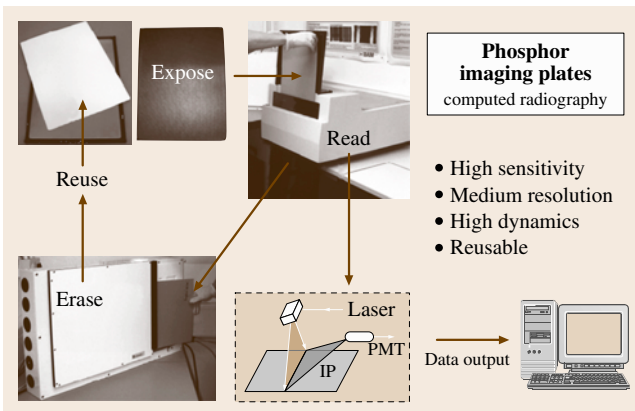 Phosphor
imaging plates
computed radiography
Expose
Read
Reuse
Erase
• High sensitivity
• Medium resolution
• High dynamics
• Reusable
Laser
PMT
IP
Data output